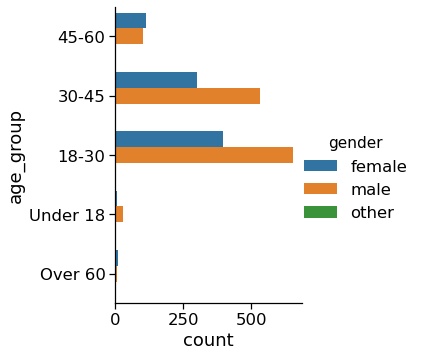 45-60
30-45
18-30
Under 18
Over 60
age_group
0
250
500
count
gender
female
male
other